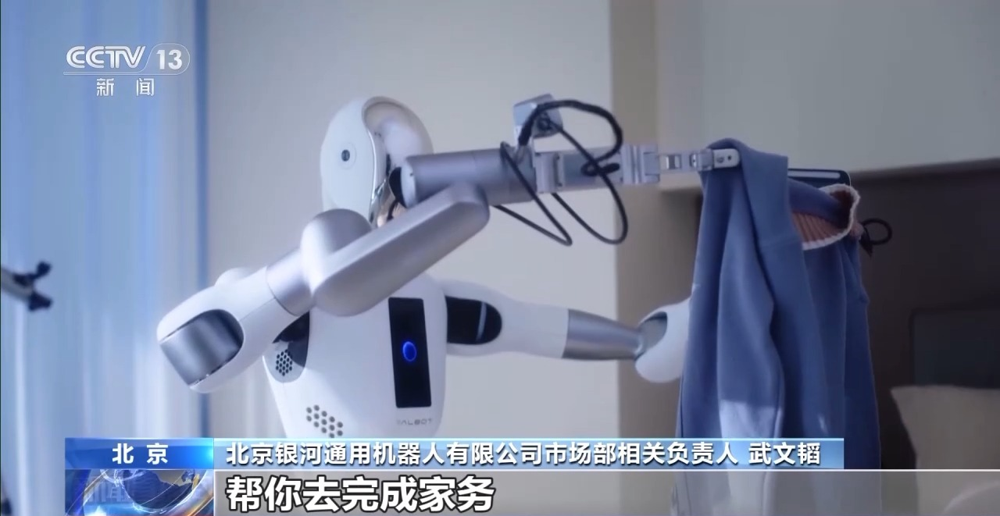 CCTV 13
新 闻
北 京
北京银河通用机器人有限公司市场部相关负责人 武文韬
帮你去完成家务